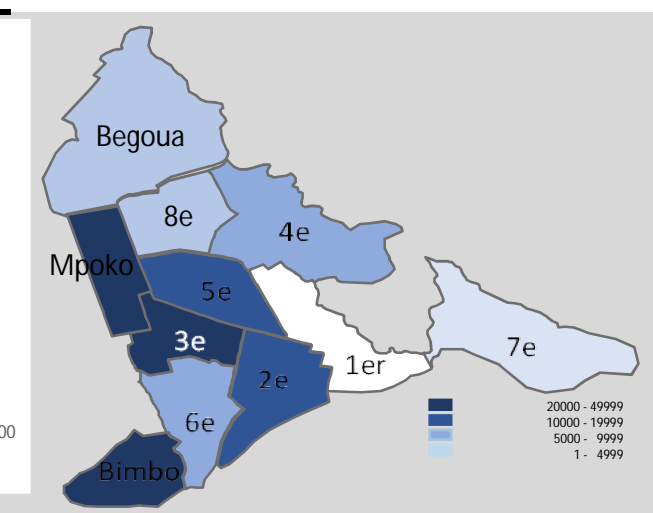 Begoua
8e
4e
Mpoko
5e
3e
7e
1er
2e
20000 - 49999
10000 - 19999
5000 - 9999
1 - 4999
6e
00
Bimbo